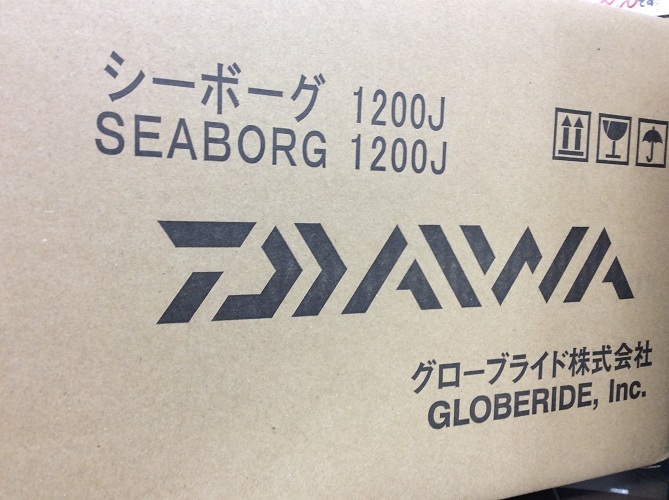 シーボーグ 1200J
SEABORG 1200J
DAIWA
グローブライド株式会社
GLOBERIDE, Inc.